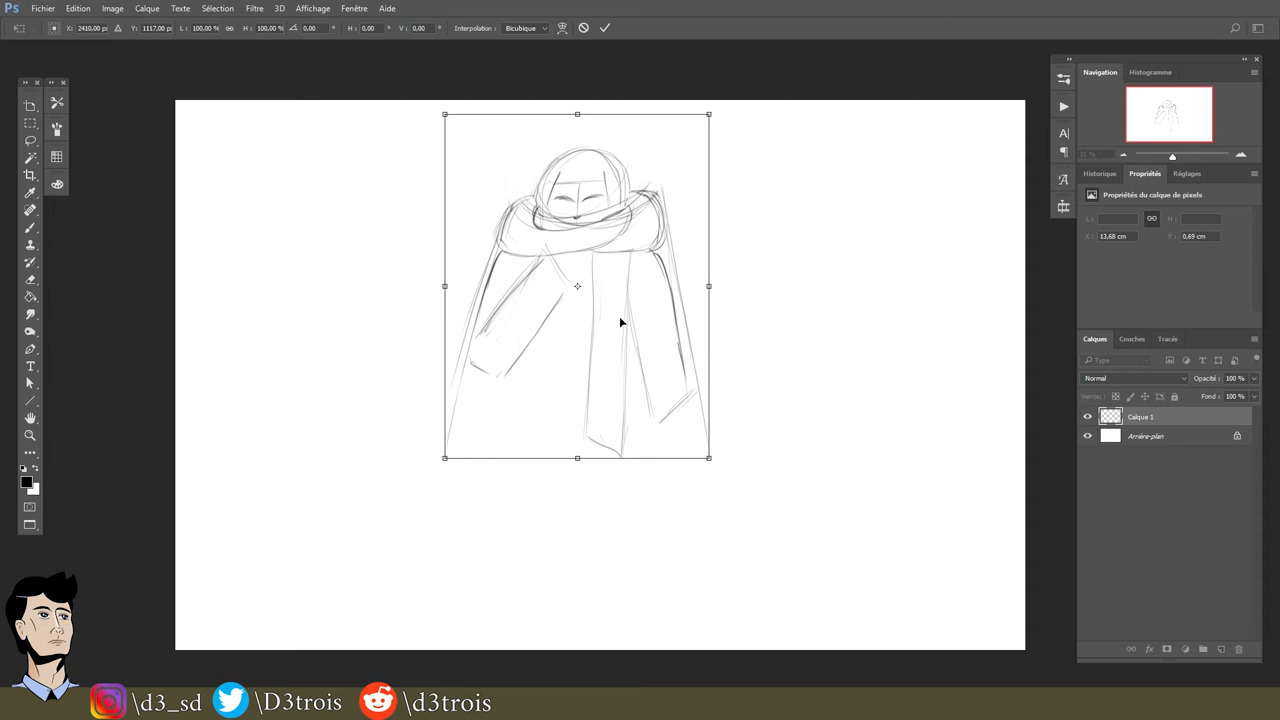 Ps Fichier Edition Image Calque Texte Sélection Filtre 3D Affichage Fenêtre Aide
X: 2410,00 px Y: 1117,00 px L: 100,00 % H: 100,00 % 0,00 ° H: 0,00 ° V: 0,00 ° Interpolation : Bicubique
Navigation Histogramme
25 %
Historique Propriétés Réglages
Propriétés du calque de pixels
L: H:
X: 13,68 cm Y: 0,69 cm
Calques Couches Tracés
Type
Normal Opacité : 100 %
Verrou : Fond : 100 %
Calque 1
Arrière-plan
\d3_sd \D3trois \d3trois